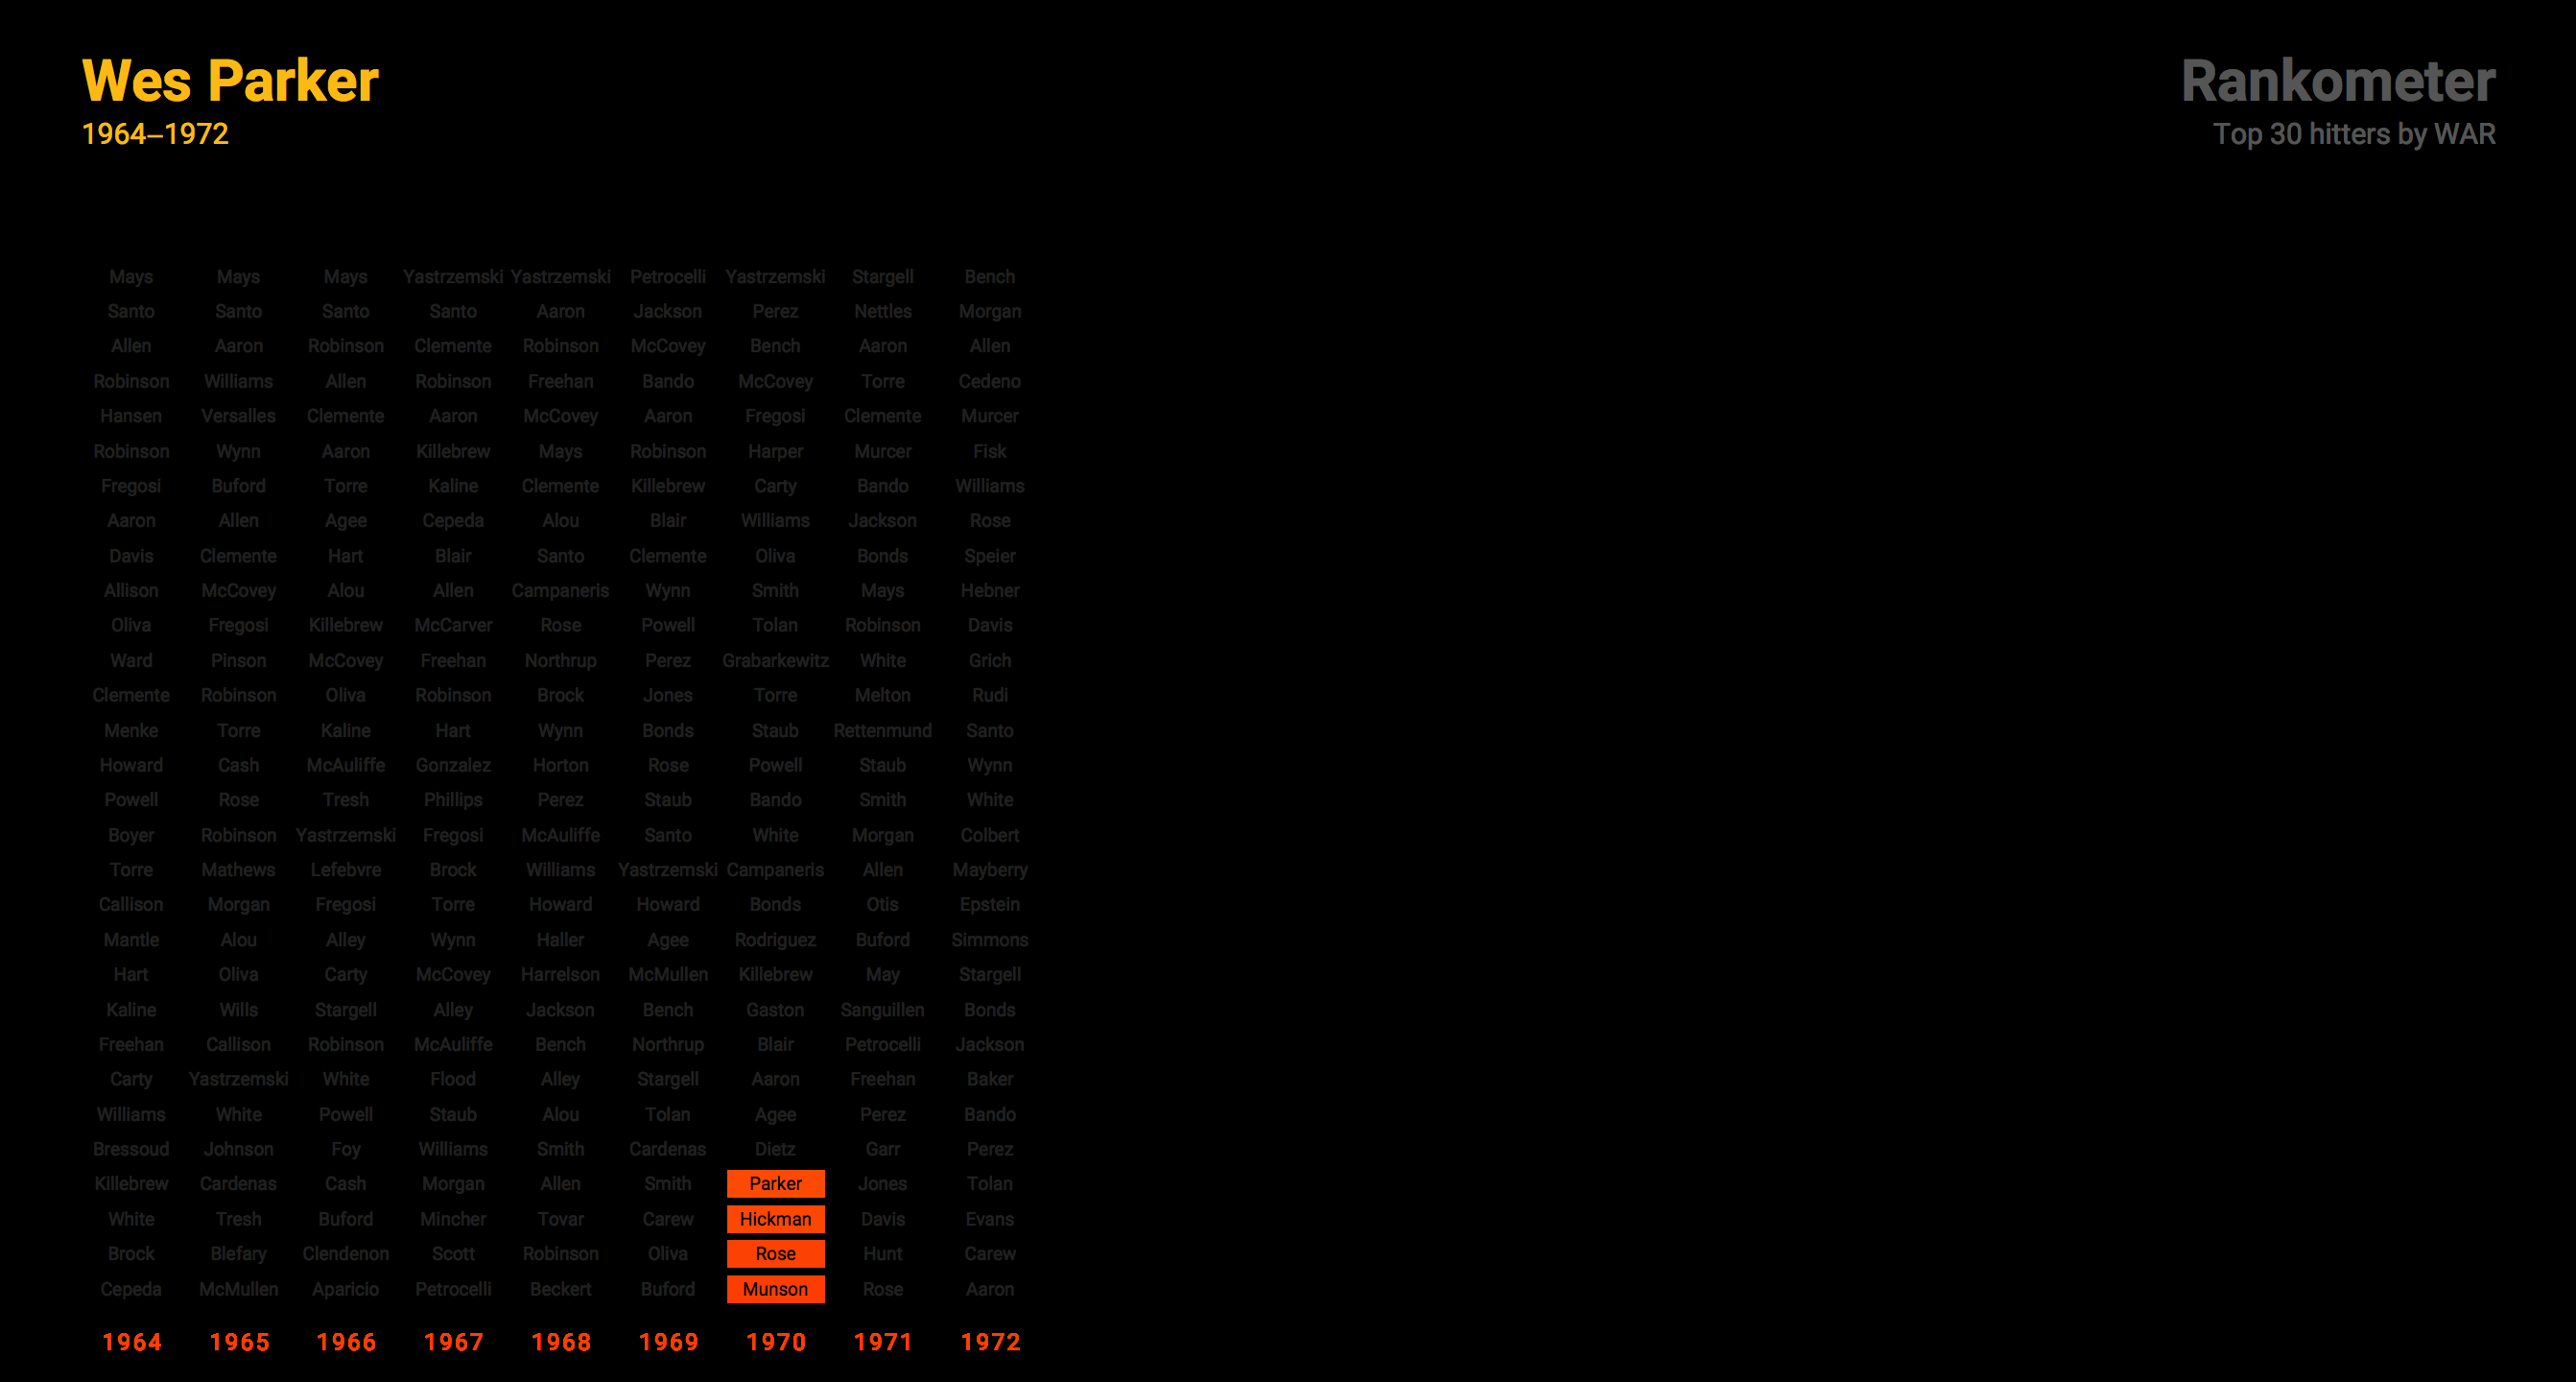 Wes Parker
1964–1972
Rankometer
Top 30 hitters by WAR
Mays Mays Mays Yastrzemski Yastrzemski Petrocelli Yastrzemski Stargell Bench
Santo Santo Santo Santo Aaron Jackson Perez Nettles Morgan
Allen Aaron Robinson Clemente Robinson McCovey Bench Aaron Allen
Robinson Williams Allen Robinson Freehan Bando McCovey Torre Cedeno
Hansen Versalles Clemente Aaron McCovey Aaron Fregosi Clemente Murcer
Robinson Wynn Aaron Killebrew Mays Robinson Harper Murcer Fisk
Fregosi Buford Torre Kaline Clemente Killebrew Carty Bando Williams
Aaron Allen Agee Cepeda Alou Blair Williams Jackson Rose
Davis Clemente Hart Blair Santo Clemente Oliva Bonds Speier
Allison McCovey Alou Allen Campaneris Wynn Smith Mays Hebner
Oliva Fregosi Killebrew McCarver Rose Powell Tolan Robinson Davis
Ward Pinson McCovey Freehan Northrup Perez Grabarkewitz White Grich
Clemente Robinson Oliva Robinson Brock Jones Torre Melton Rudi
Menke Torre Kaline Hart Wynn Bonds Staub Rettenmund Santo
Howard Cash McAuliffe Gonzalez Horton Rose Powell Staub Wynn
Powell Rose Tresh Phillips Perez Staub Bando Smith White
Boyer Robinson Yastrzemski Fregosi McAuliffe Santo White Morgan Colbert
Torre Mathews Lefebvre Brock Williams Yastrzemski Campaneris Allen Mayberry
Callison Morgan Fregosi Torre Howard Howard Bonds Otis Epstein
Mantle Alou Alley Wynn Haller Agee Rodriguez Buford Simmons
Hart Oliva Carty McCovey Harrelson McMullen Killebrew May Stargell
Kaline Wills Stargell Alley Jackson Bench Gaston Sanguillen Bonds
Freehan Callison Robinson McAuliffe Bench Northrup Blair Petrocelli Jackson
Carty Yastrzemski White Flood Alley Stargell Aaron Freehan Baker
Williams White Powell Staub Alou Tolan Agee Perez Bando
Bressoud Johnson Foy Williams Smith Cardenas Dietz Garr Perez
Killebrew Cardenas Cash Morgan Allen Smith Parker Jones Tolan
White Tresh Buford Mincher Tovar Carew Hickman Davis Evans
Brock Blefary Clendenon Scott Robinson Oliva Rose Hunt Carew
Cepeda McMullen Aparicio Petrocelli Beckert Buford Munson Rose Aaron
1964 1965 1966 1967 1968 1969 1970 1971 1972